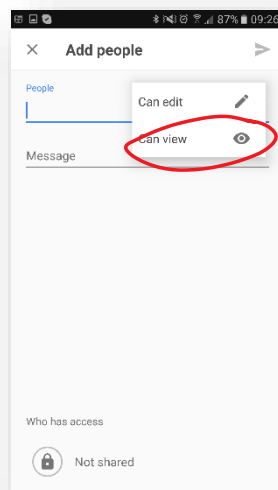 87% 09:26
Add people
People
Can edit
Can view
Message
Who has access
Not shared